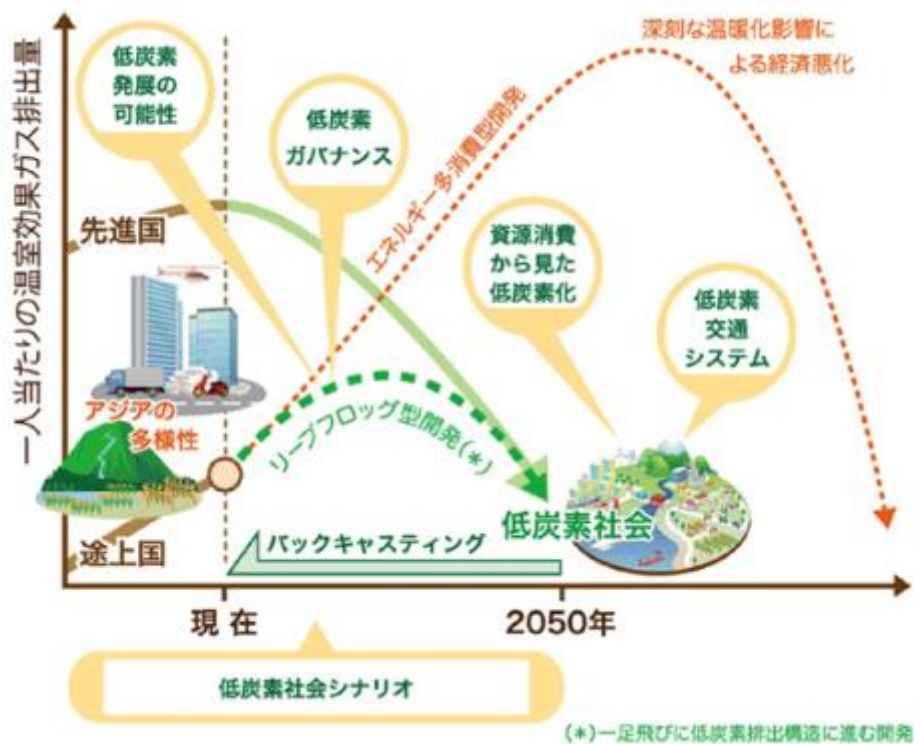 一人当たりの温室効果ガス排出量
低炭素
発展の
可能性
低炭素
ガバナンス
エネルギー多消費型開発
深刻な温暖化影響に
よる経済悪化
先進国
資源消費
から見た
低炭素化
低炭素
交通
システム
アジアの
多様性
リープフロッグ型開発(*)
低炭素社会
途上国
バックキャスティング
現在
2050年
低炭素社会シナリオ
(*)一足飛びに低炭素排出構造に進む開発